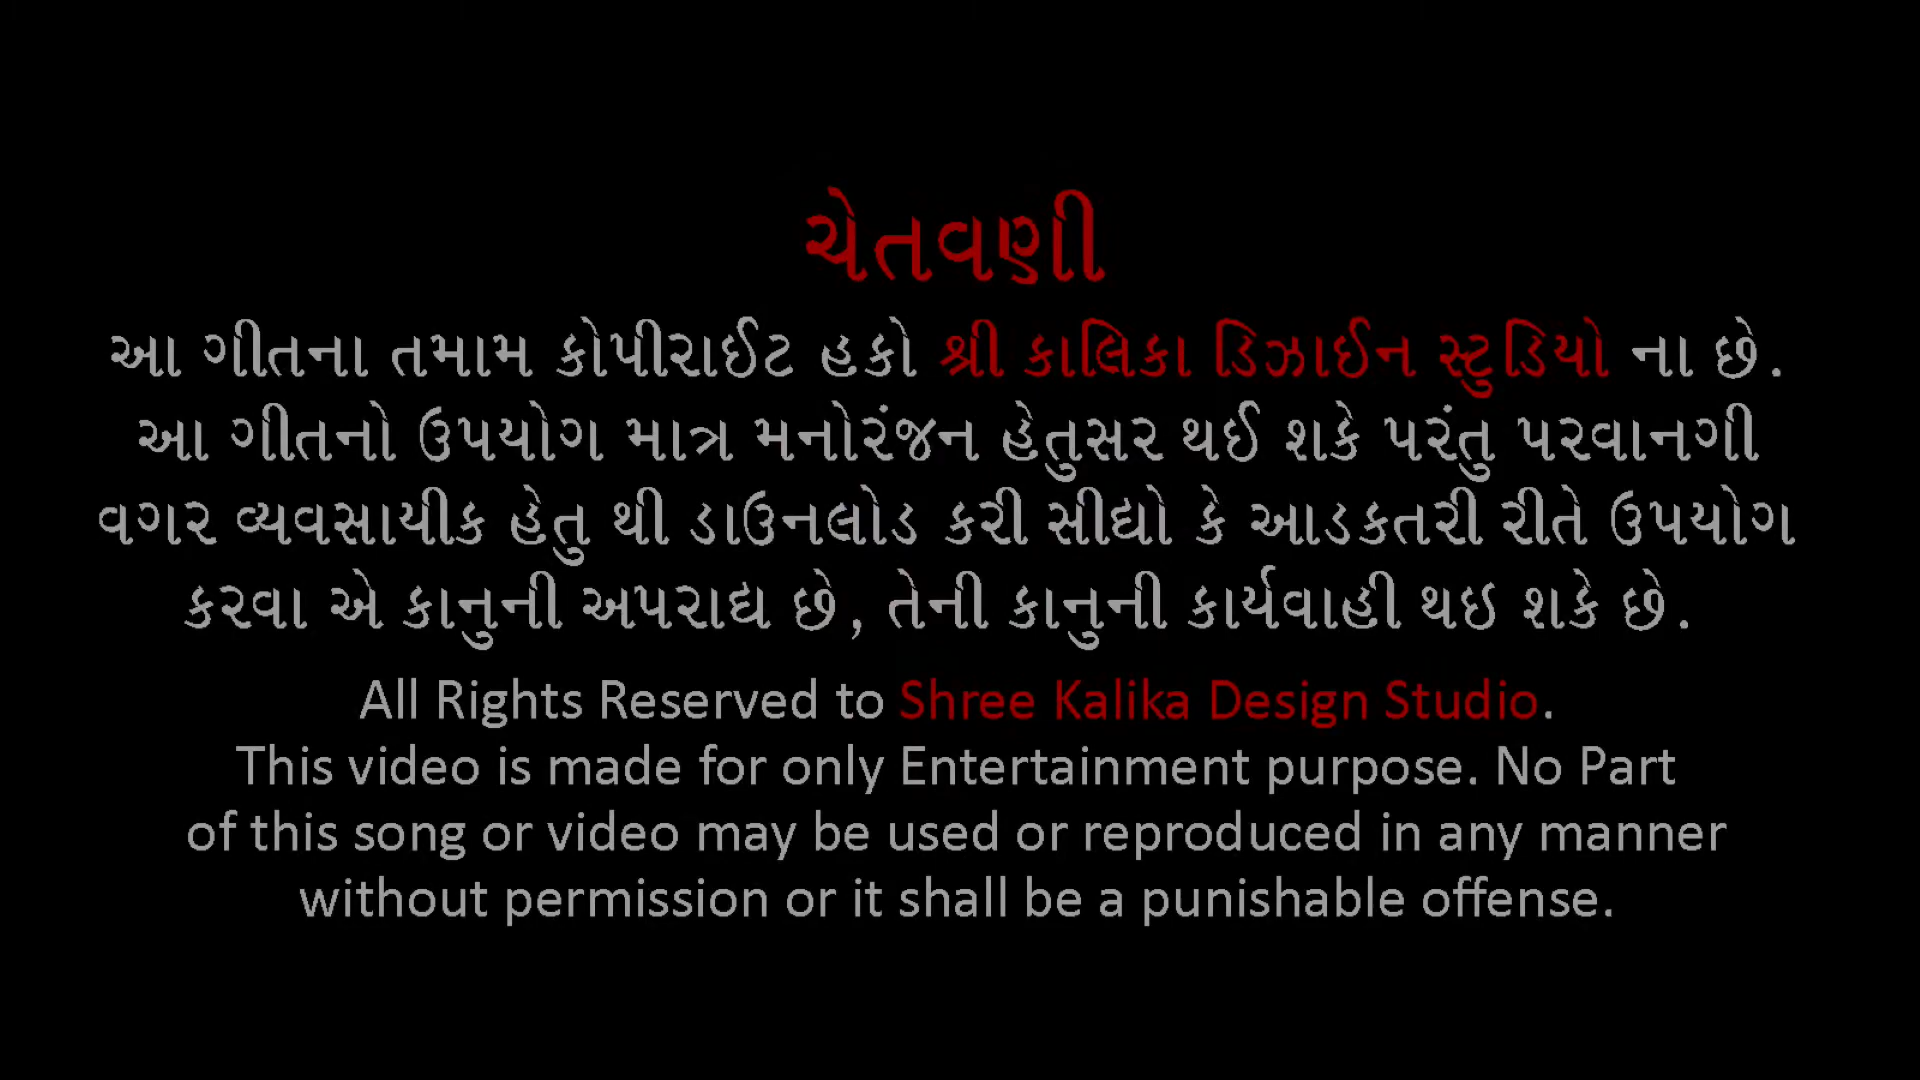 ચેતવણી
આ ગીતના તમામ કોપીરાઈટ હકો શ્રી કાલિકા ડિઝાઈન સ્ટુડિયો ના છે.
આ ગીતનો ઉપયોગ માત્ર મનોરંજન હેતુસર થઈ શકે પરંતુ પરવાનગી
વગર વ્યવસાયીક હેતુ થી ડાઉનલોડ કરી સીદ્યો કે આડકતરી રીતે ઉપયોગ
કરવા એ કાનુની અપરાદ્ય છે, તેની કાનુની કાર્યવાહી થઇ શકે છે.
All Rights Reserved to Shree Kalika Design Studio.
This video is made for only Entertainment purpose. No Part
of this song or video may be used or reproduced in any manner
without permission or it shall be a punishable offense.